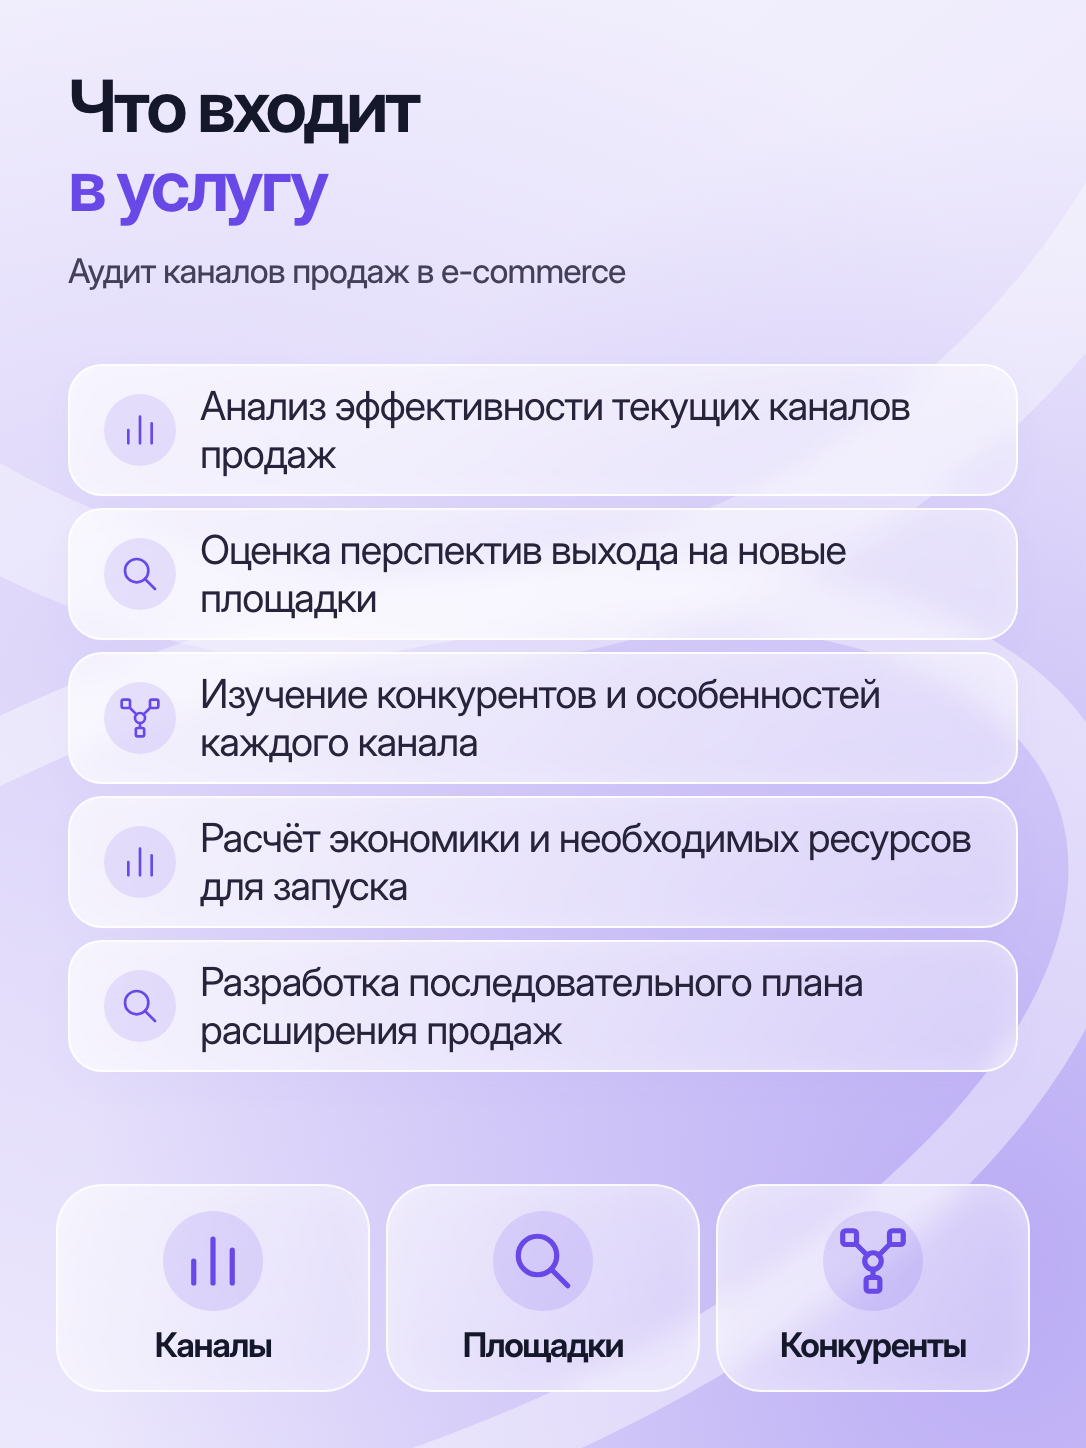 Что входит
в услугу
Аудит каналов продаж в e-commerce
Анализ эффективности текущих каналов
продаж
Оценка перспектив выхода на новые
площадки
Изучение конкурентов и особенностей
каждого канала
Расчёт экономики и необходимых ресурсов
для запуска
Разработка последовательного плана
расширения продаж
Каналы
Площадки
Конкуренты